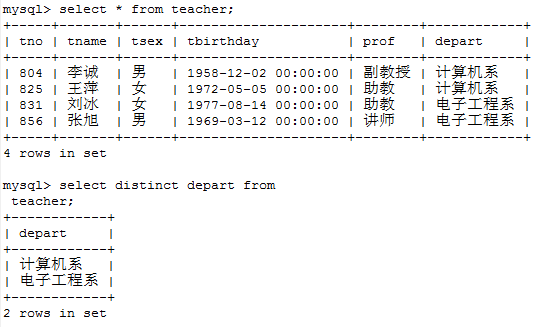 mysql> select * from teacher;
+-----+-------+------+---------------------+--------+------------+
| tno | tname | tsex | tbirthday           | prof   | depart     |
+-----+-------+------+---------------------+--------+------------+
| 804 | 李诚  | 男   | 1958-12-02 00:00:00 | 副教授 | 计算机系   |
| 825 | 王萍  | 女   | 1972-05-05 00:00:00 | 助教   | 计算机系   |
| 831 | 刘冰  | 女   | 1977-08-14 00:00:00 | 助教   | 电子工程系 |
| 856 | 张旭  | 男   | 1969-03-12 00:00:00 | 讲师   | 电子工程系 |
+-----+-------+------+---------------------+--------+------------+
4 rows in set
mysql> select distinct depart from
 teacher;
+------------+
| depart     |
+------------+
| 计算机系   |
| 电子工程系 |
+------------+
2 rows in set